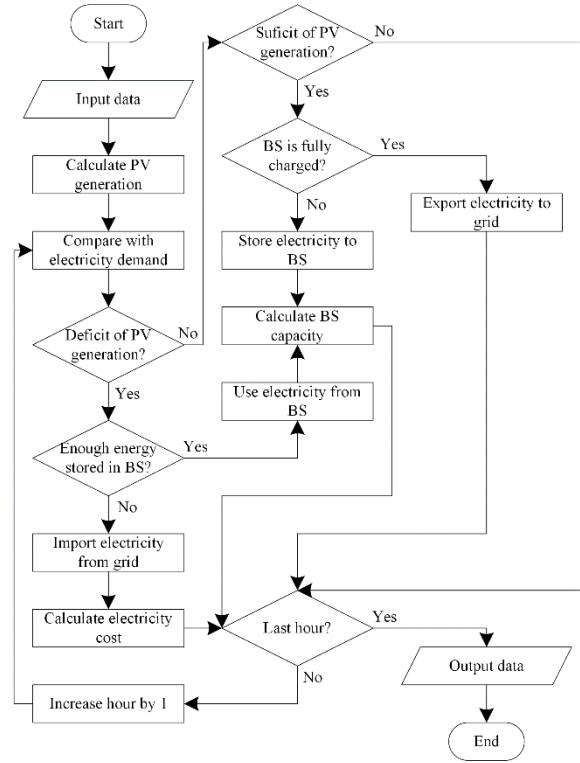 Start
Input data
Calculate PV
generation
Compare with
electricity demand
Deficit of PV
generation?
No
Yes
Enough energy
stored in BS?
Yes
No
Import electricity
from grid
Calculate electricity
cost
Increase hour by 1
Suficit of PV
generation?
No
Yes
BS is fully
charged?
Yes
No
Store electricity to
BS
Calculate BS
capacity
Use electricity from
BS
Export electricity to
grid
Last hour?
Yes
No
Output data
End